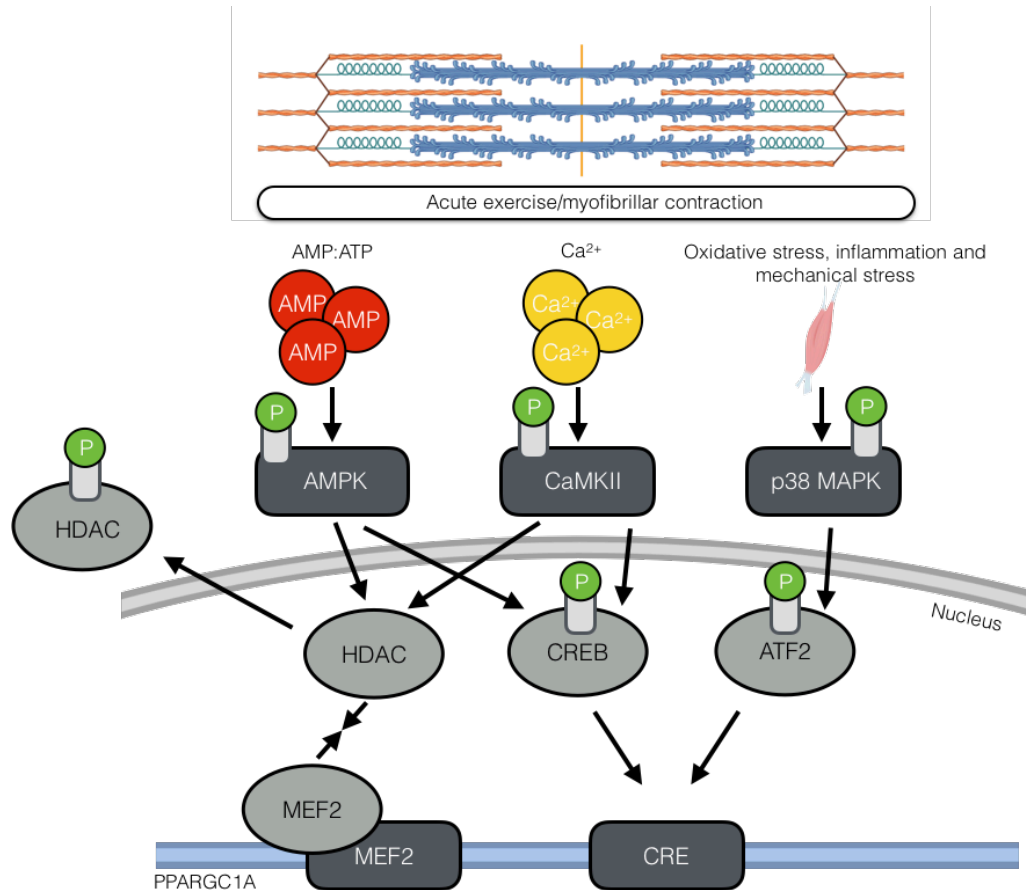 Acute exercise/myofibrillar contraction
AMP:ATP
Ca²⁺
Oxidative stress, inflammation and
mechanical stress
AMP
AMP
AMP
Ca²⁺
Ca²⁺
Ca²⁺
P
P
P
P
AMPK
CaMKII
p38 MAPK
HDAC
P
P
Nucleus
HDAC
CREB
ATF2
MEF2
MEF2
CRE
PPARGC1A